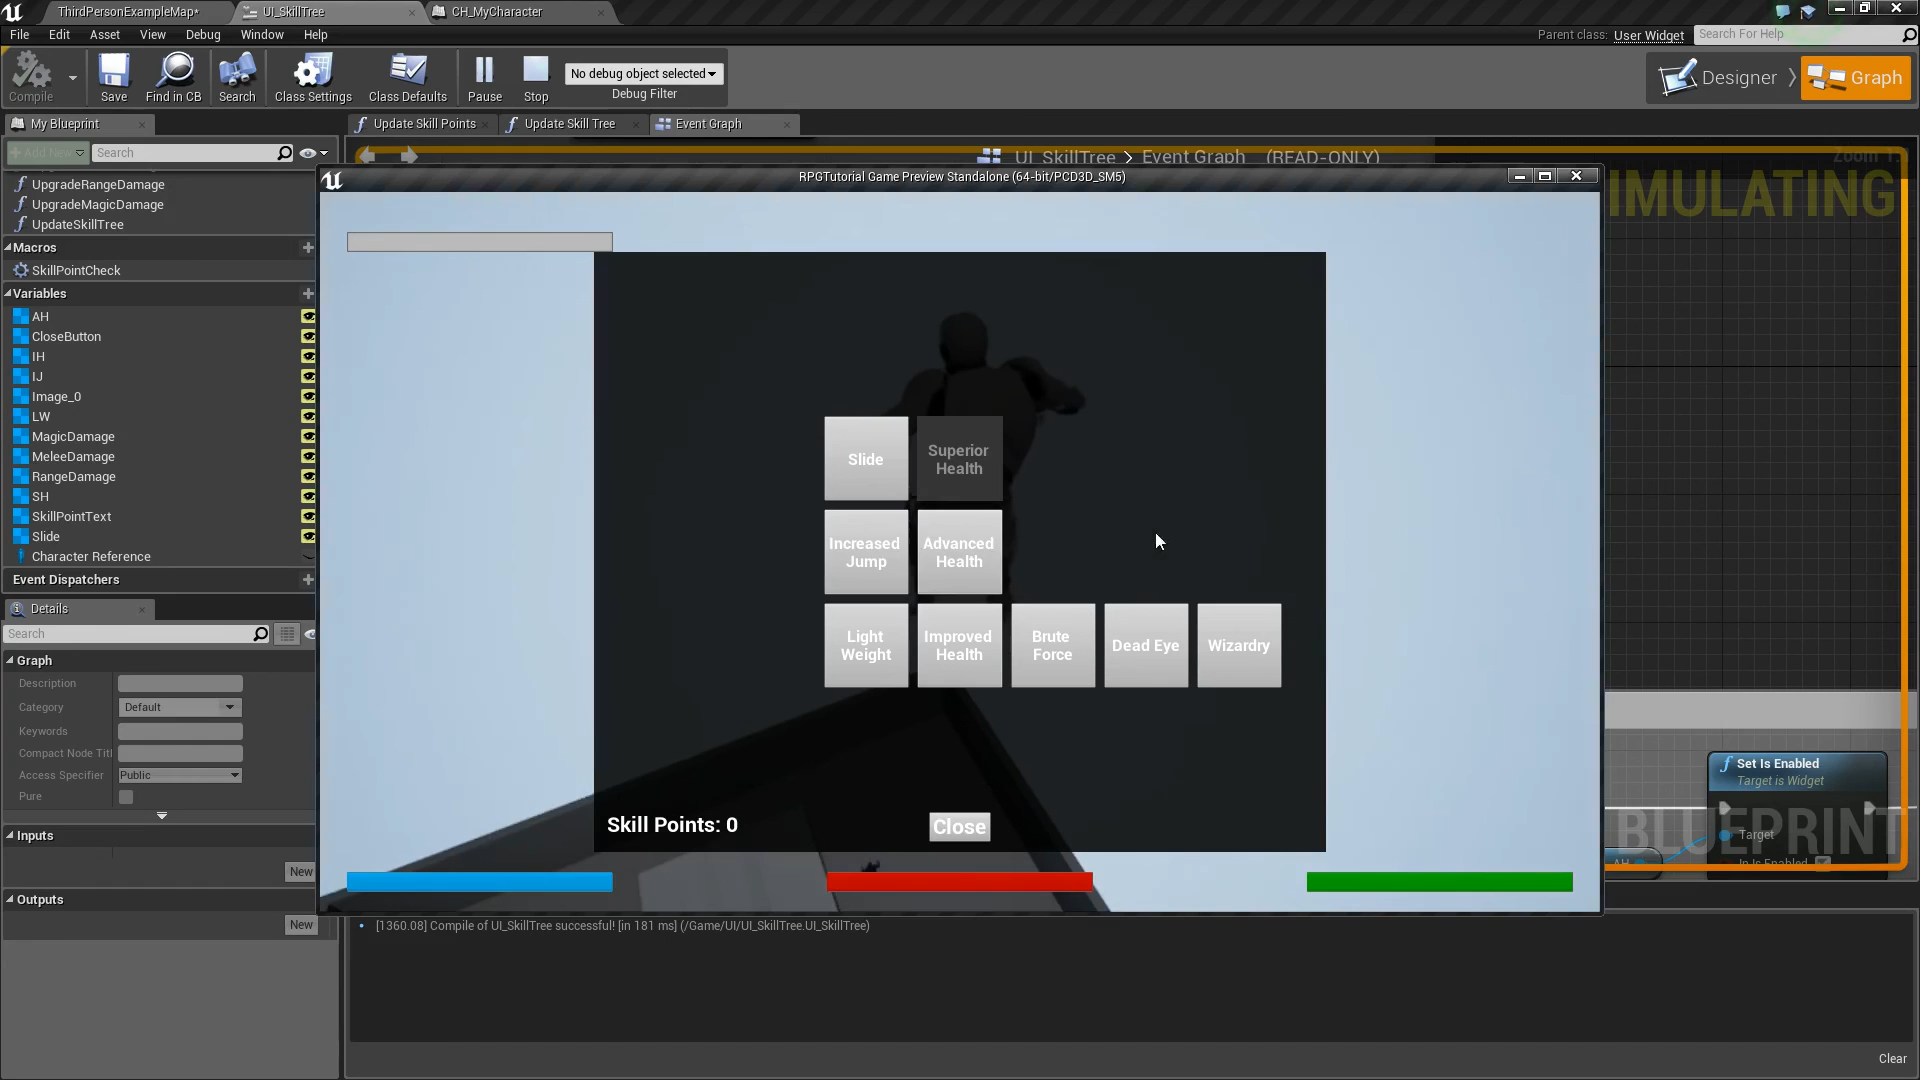 ThirdPersonExampleMap*
UI_SkillTree
CH_MyCharacter
File Edit Asset View Debug Window Help
Parent class: User Widget
Search For Help
Compile
Save
Find in CB
Search
Class Settings
Class Defaults
Pause
Stop
No debug object selected
Debug Filter
Designer
Graph
My Blueprint
Update Skill Points
Update Skill Tree
Event Graph
Add New
Search
UI_SkillTree > Event Graph (READ-ONLY)
RPGTutorial Game Preview Standalone (64-bit/PCD3D_SM5)
UpgradeRangeDamage
UpgradeMagicDamage
UpdateSkillTree
Macros
SkillPointCheck
Variables
AH
CloseButton
IH
IJ
Image_0
LW
MagicDamage
MeleeDamage
RangeDamage
SH
SkillPointText
Slide
Character Reference
Event Dispatchers
Details
Search
Graph
Description
Category
Default
Keywords
Compact Node Titl
Access Specifier
Public
Pure
Inputs
New
Outputs
New
IMULATING
Slide
Superior
Health
Increased
Jump
Advanced
Health
Light
Weight
Improved
Health
Brute
Force
Dead Eye
Wizardry
Skill Points: 0
Close
Set Is Enabled
Target is Widget
Target
In Is Enabled
AH
BLUEPRINT
[1360.08] Compile of UI_SkillTree successful! [in 181 ms] (/Game/UI/UI_SkillTree.UI_SkillTree)
Clear